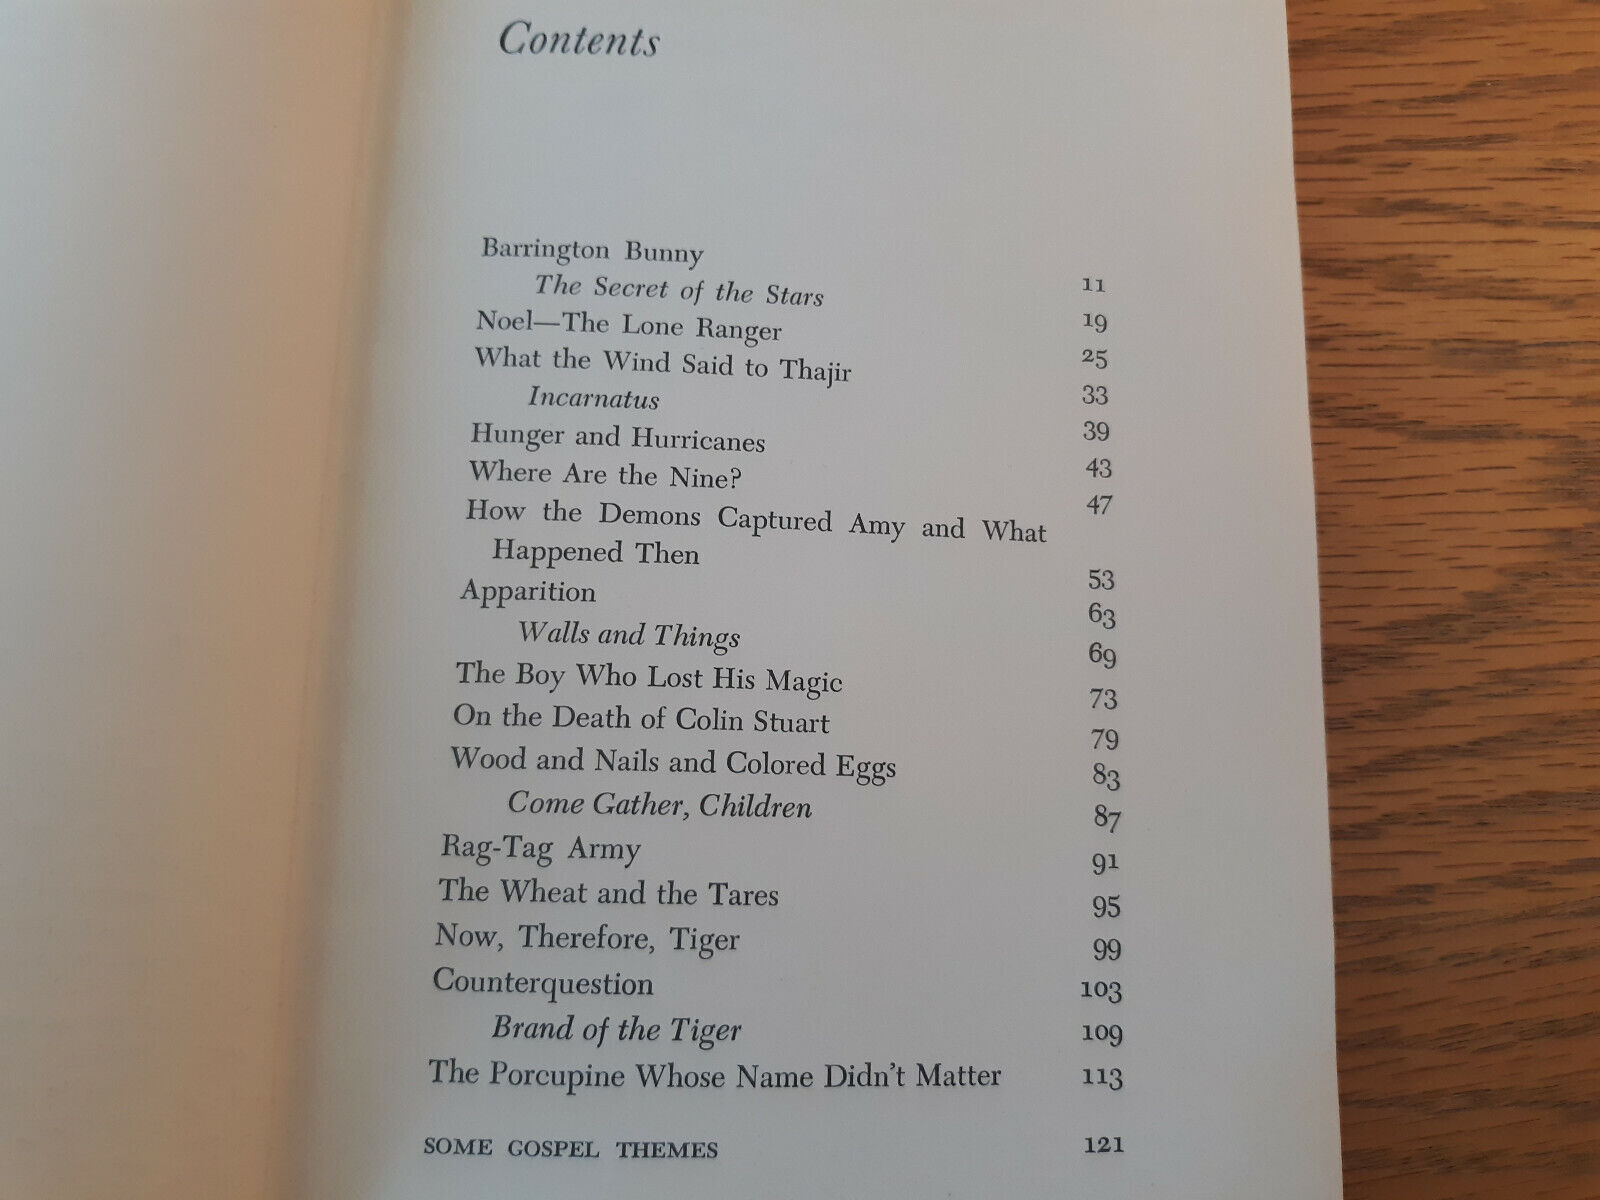 Contents
Barrington Bunny 11
The Secret of the Stars 19
Noel—The Lone Ranger 25
What the Wind Said to Thajir 33
Incarnatus 39
Hunger and Hurricanes 43
Where Are the Nine? 47
How the Demons Captured Amy and What
Happened Then 53
Apparition 63
Walls and Things 69
The Boy Who Lost His Magic 73
On the Death of Colin Stuart 79
Wood and Nails and Colored Eggs 83
Come Gather, Children 87
Rag-Tag Army 91
The Wheat and the Tares 95
Now, Therefore, Tiger 99
Counterquestion 103
Brand of the Tiger 109
The Porcupine Whose Name Didn't Matter 113
SOME GOSPEL THEMES 121